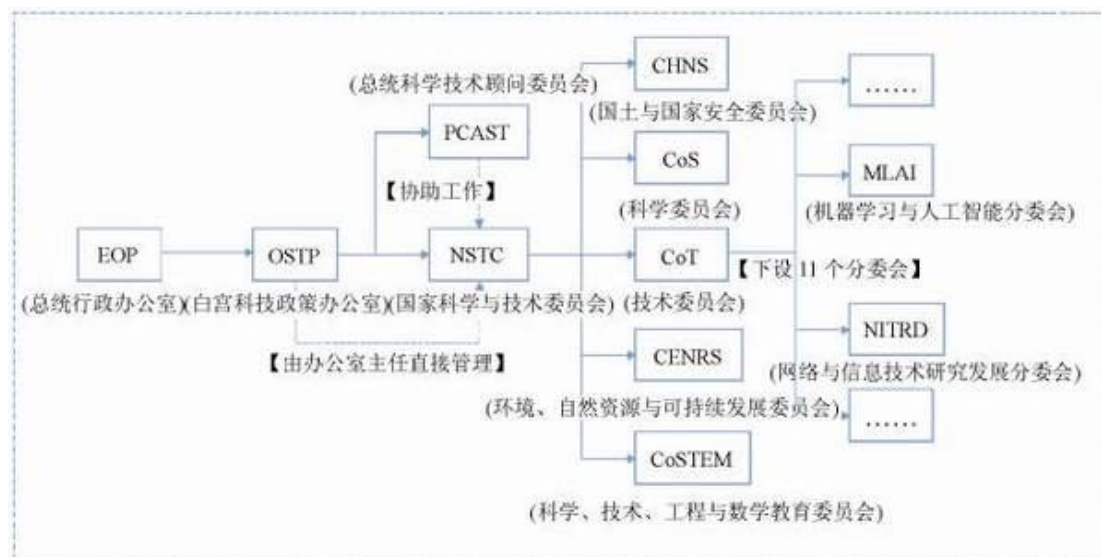 CHNS
(总统科学技术顾问委员会)
……
(国土与国家安全委员会)
PCAST
CoS
MLAI
【协助工作】
(科学委员会)
(机器学习与人工智能分委会)
EOP
OSTP
NSTC
CoT
【下设 11 个分委会】
(总统行政办公室)(白宫科技政策办公室)(国家科学与技术委员会)
(技术委员会)
NITRD
【由办公室主任直接管理】
CENRS
(网络与信息技术研究发展分委会)
(环境、自然资源与可持续发展委员会)
……
CoSTEM
(科学、技术、工程与数学教育委员会)